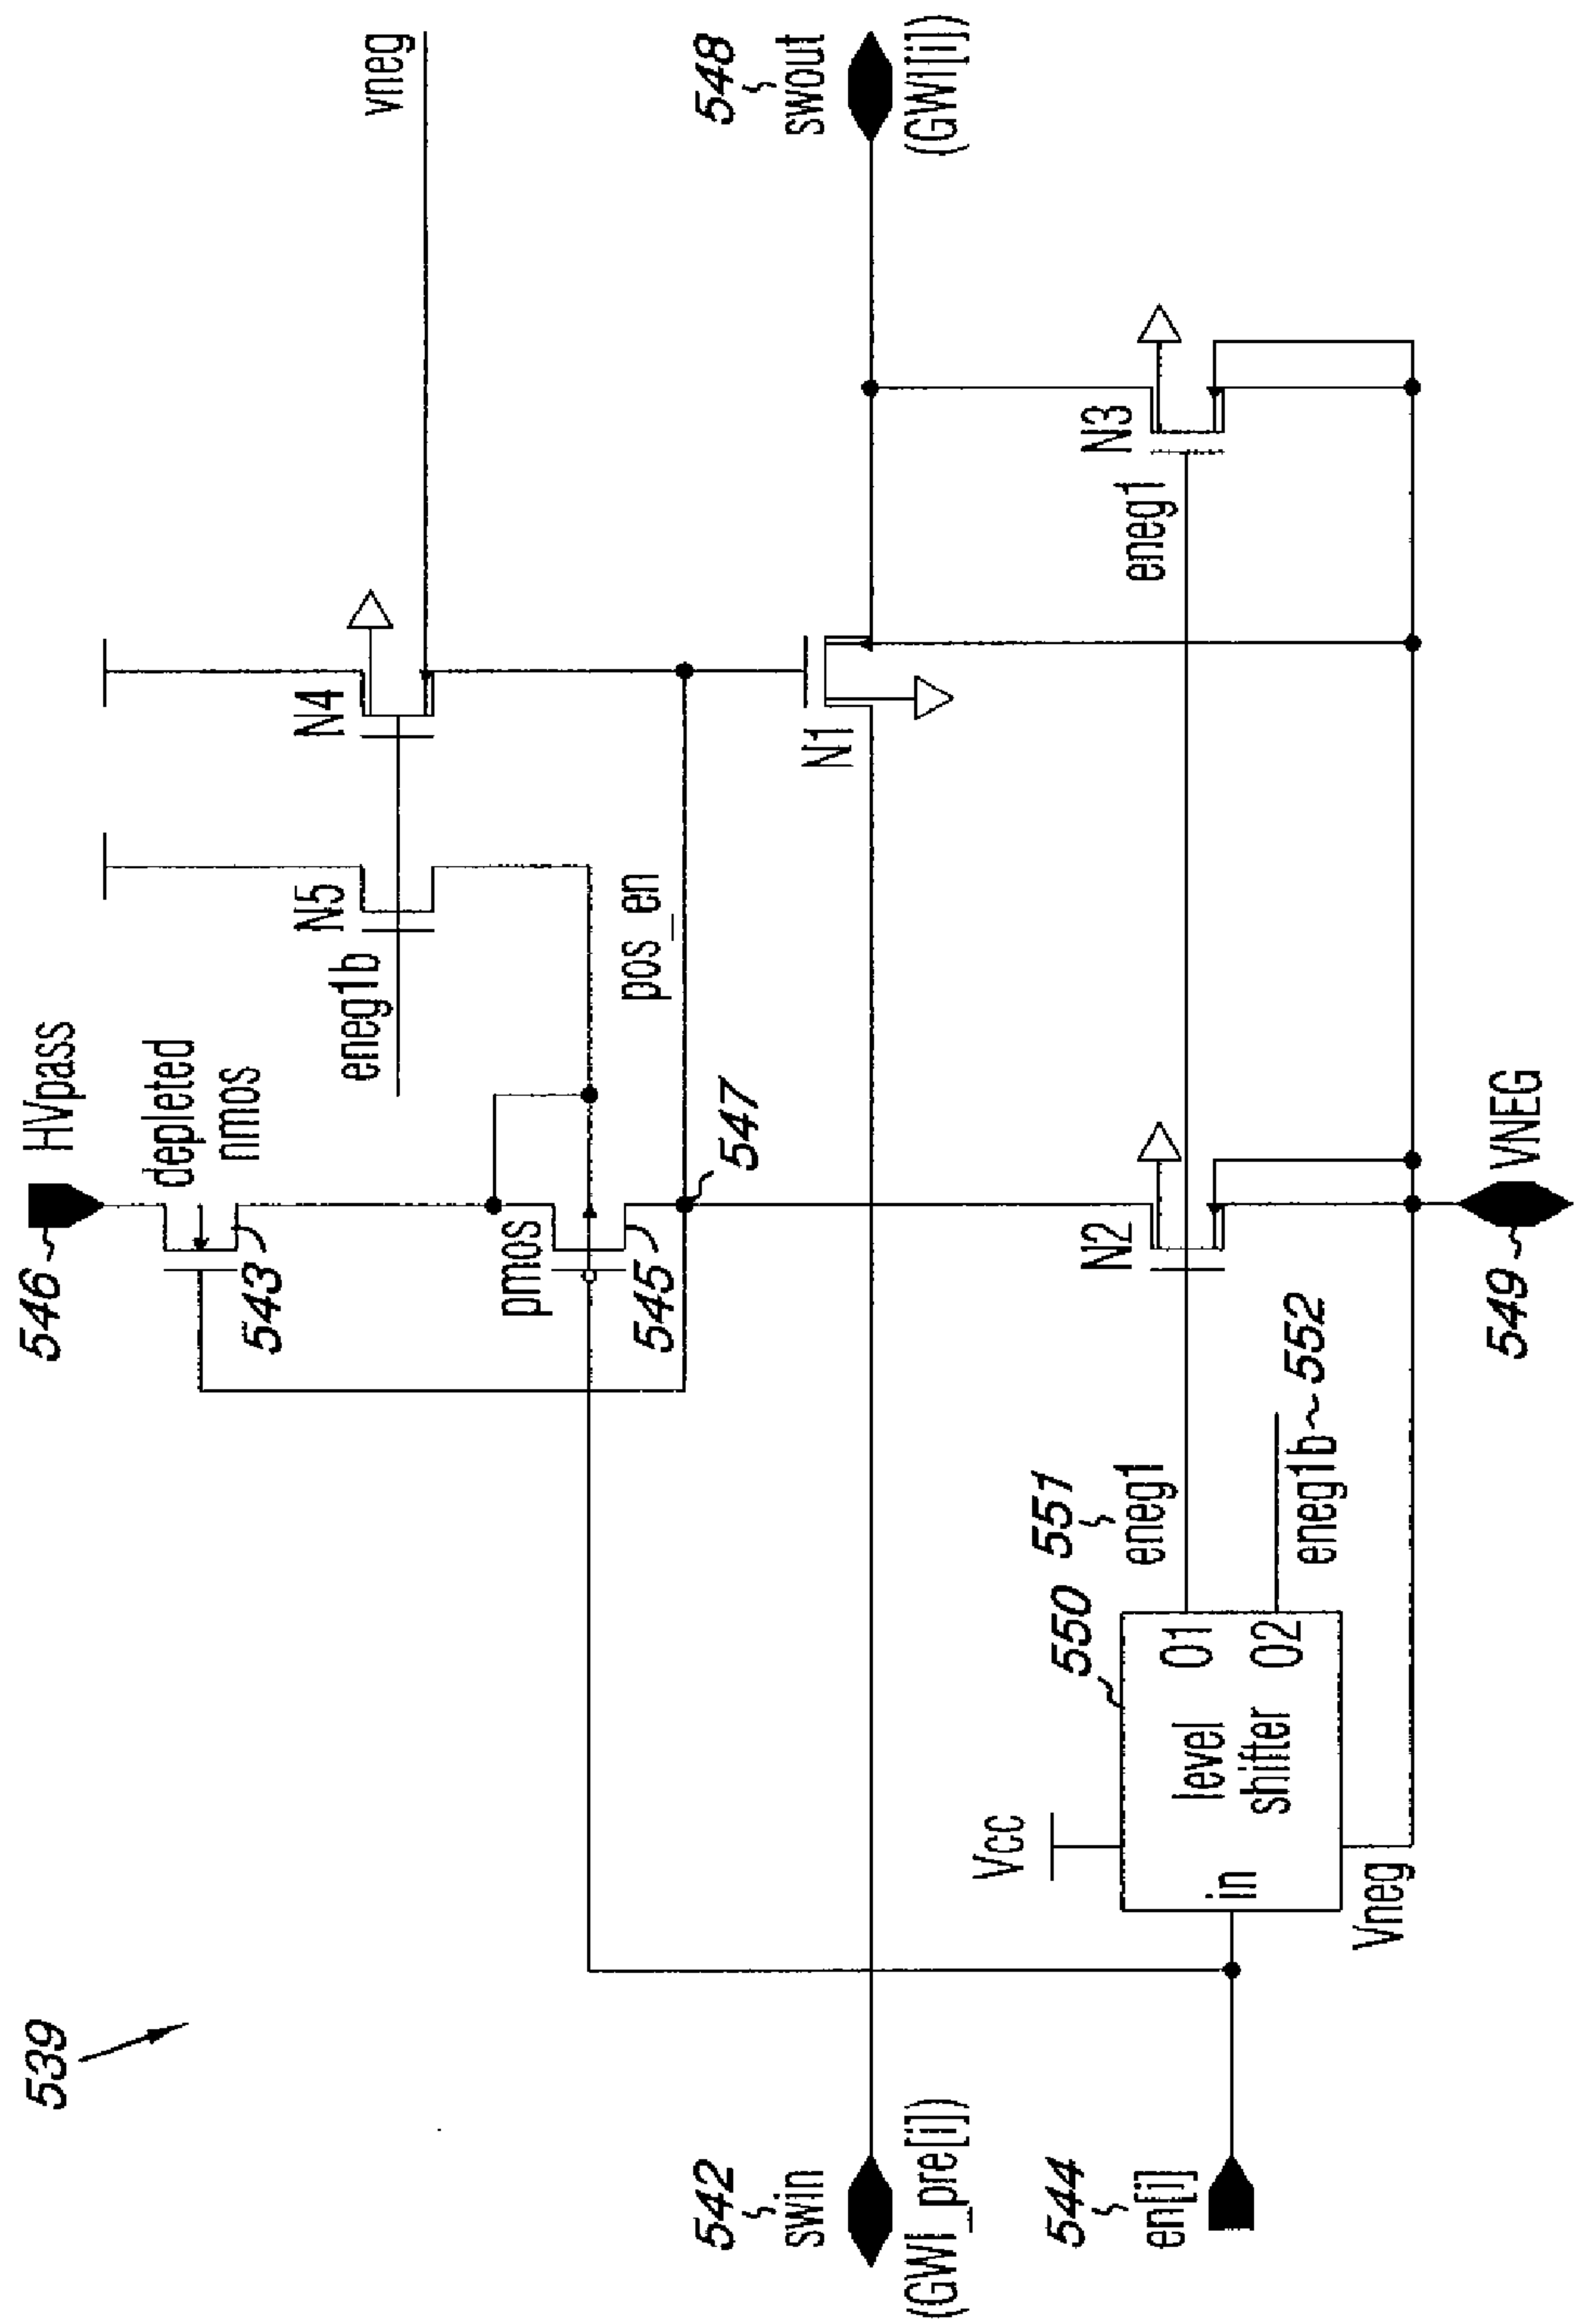 539
546
HVpass
depleted
nmos
543
vneg
N5
N4
eneg1b
pmos
545
pos_en
547
542
swin
(GWl_pre[i])
N1
548
swout
(GWl[i])
Vcc
550
551
eneg1
N2
eneg1
N3
544
en[i]
in
level
shifter
O1
O2
eneg1b
552
Vneg
549
VNEG